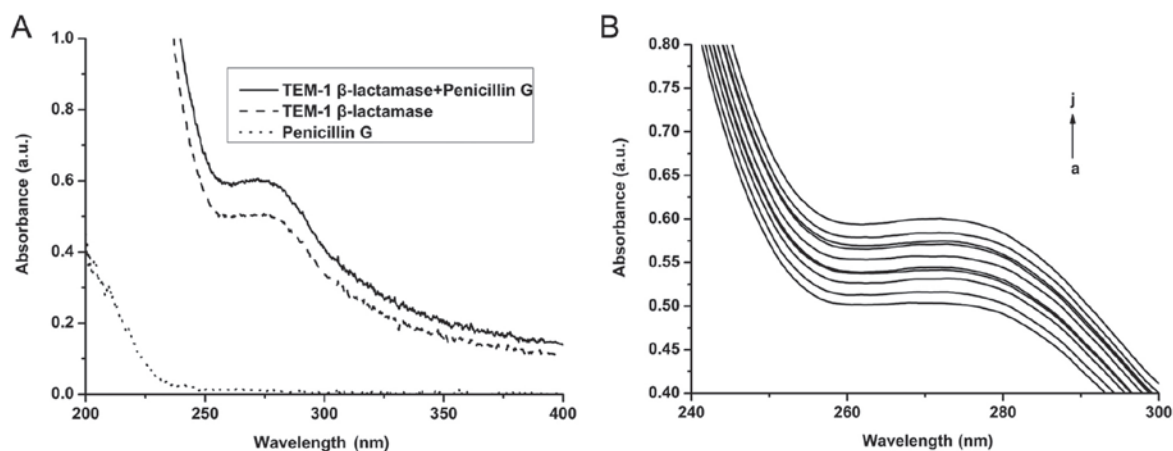 A
1.0
0.8
0.6
0.4
0.2
0.0
Absorbance (a.u.)
TEM-1 β-lactamase+Penicillin G
TEM-1 β-lactamase
Penicillin G
200 250 300 350 400
Wavelength (nm)
B
0.80
0.75
0.70
0.65
0.60
0.55
0.50
0.45
0.40
Absorbance (a.u.)
j
a
240 260 280 300
Wavelength (nm)